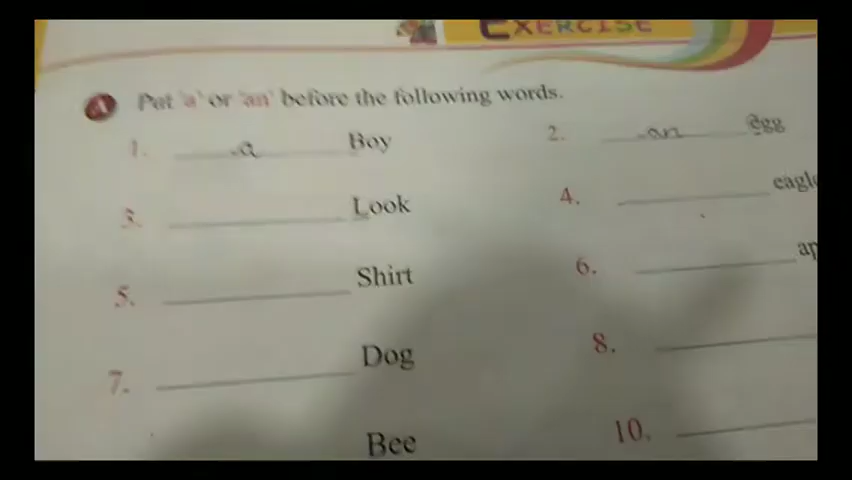 EXERCISE
A Put 'a' or 'an' before the following words.
1. a Boy 2. an egg
3. Look 4. eagle
5. Shirt 6. ap
7. Dog 8.
Bee 10.